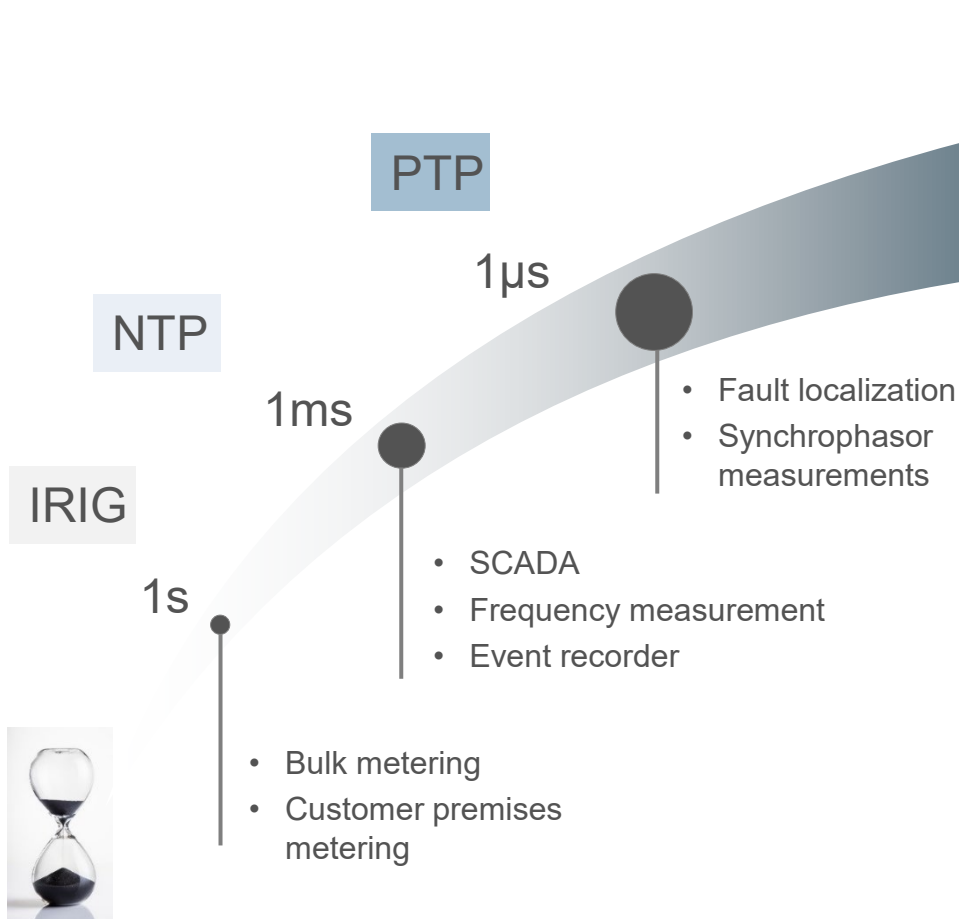 PTP
1µs
• Fault localization
• Synchrophasor
measurements
NTP
1ms
• SCADA
• Frequency measurement
• Event recorder
IRIG
1s
• Bulk metering
• Customer premises
metering